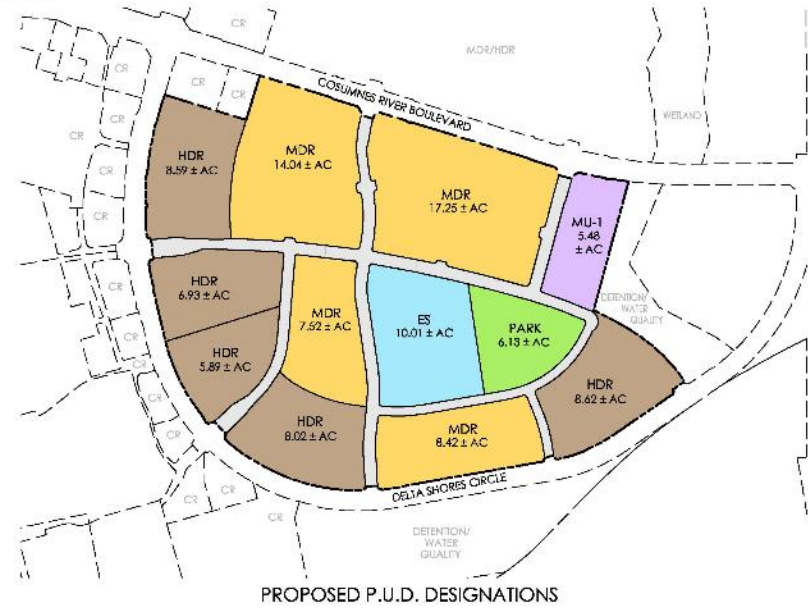 CR
MDR/HDR
CR
CR
CR
CR
COSUMNES RIVER BOULEVARD
WETLAND
CR
CR
HDR
8.59 ± AC
MDR
14.04 ± AC
CR
MDR
17.25 ± AC
CR
MU-1
5.48
± AC
CR
HDR
6.93 ± AC
MDR
7.52 ± AC
ES
10.01 ± AC
PARK
6.13 ± AC
DETENTION/
WATER
QUALITY
CR
CR
HDR
5.89 ± AC
CR
CR
HDR
8.62 ± AC
CR
HDR
8.02 ± AC
MDR
8.42 ± AC
CR
DELTA SHORES CIRCLE
CR
CR
CR
DETENTION/
WATER
QUALITY
PROPOSED P.U.D. DESIGNATIONS